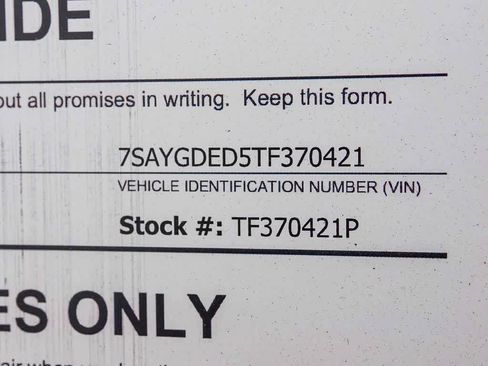 IDE
out all promises in writing. Keep this form.
7SAYGDED5TF370421
VEHICLE IDENTIFICATION NUMBER (VIN)
Stock #: TF370421P
ES ONLY